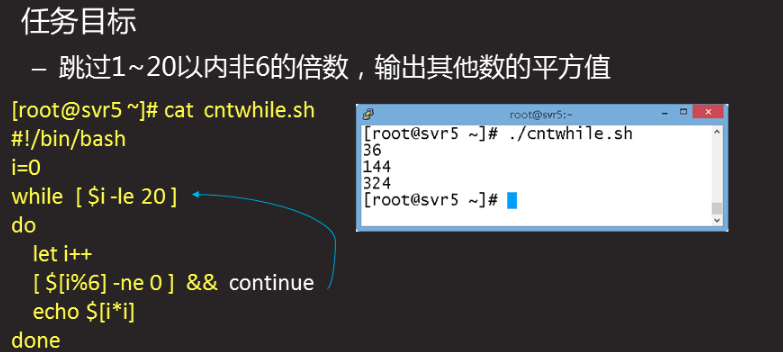 任务目标
– 跳过1~20以内非6的倍数，输出其他数的平方值
[root@svr5 ~]# cat cntwhile.sh
#!/bin/bash
i=0
while [ $i -le 20 ]
do
let i++
[ $[i%6] -ne 0 ] && continue
echo $[i*i]
done
root@svr5:~
[root@svr5 ~]# ./cntwhile.sh
36
144
324
[root@svr5 ~]#